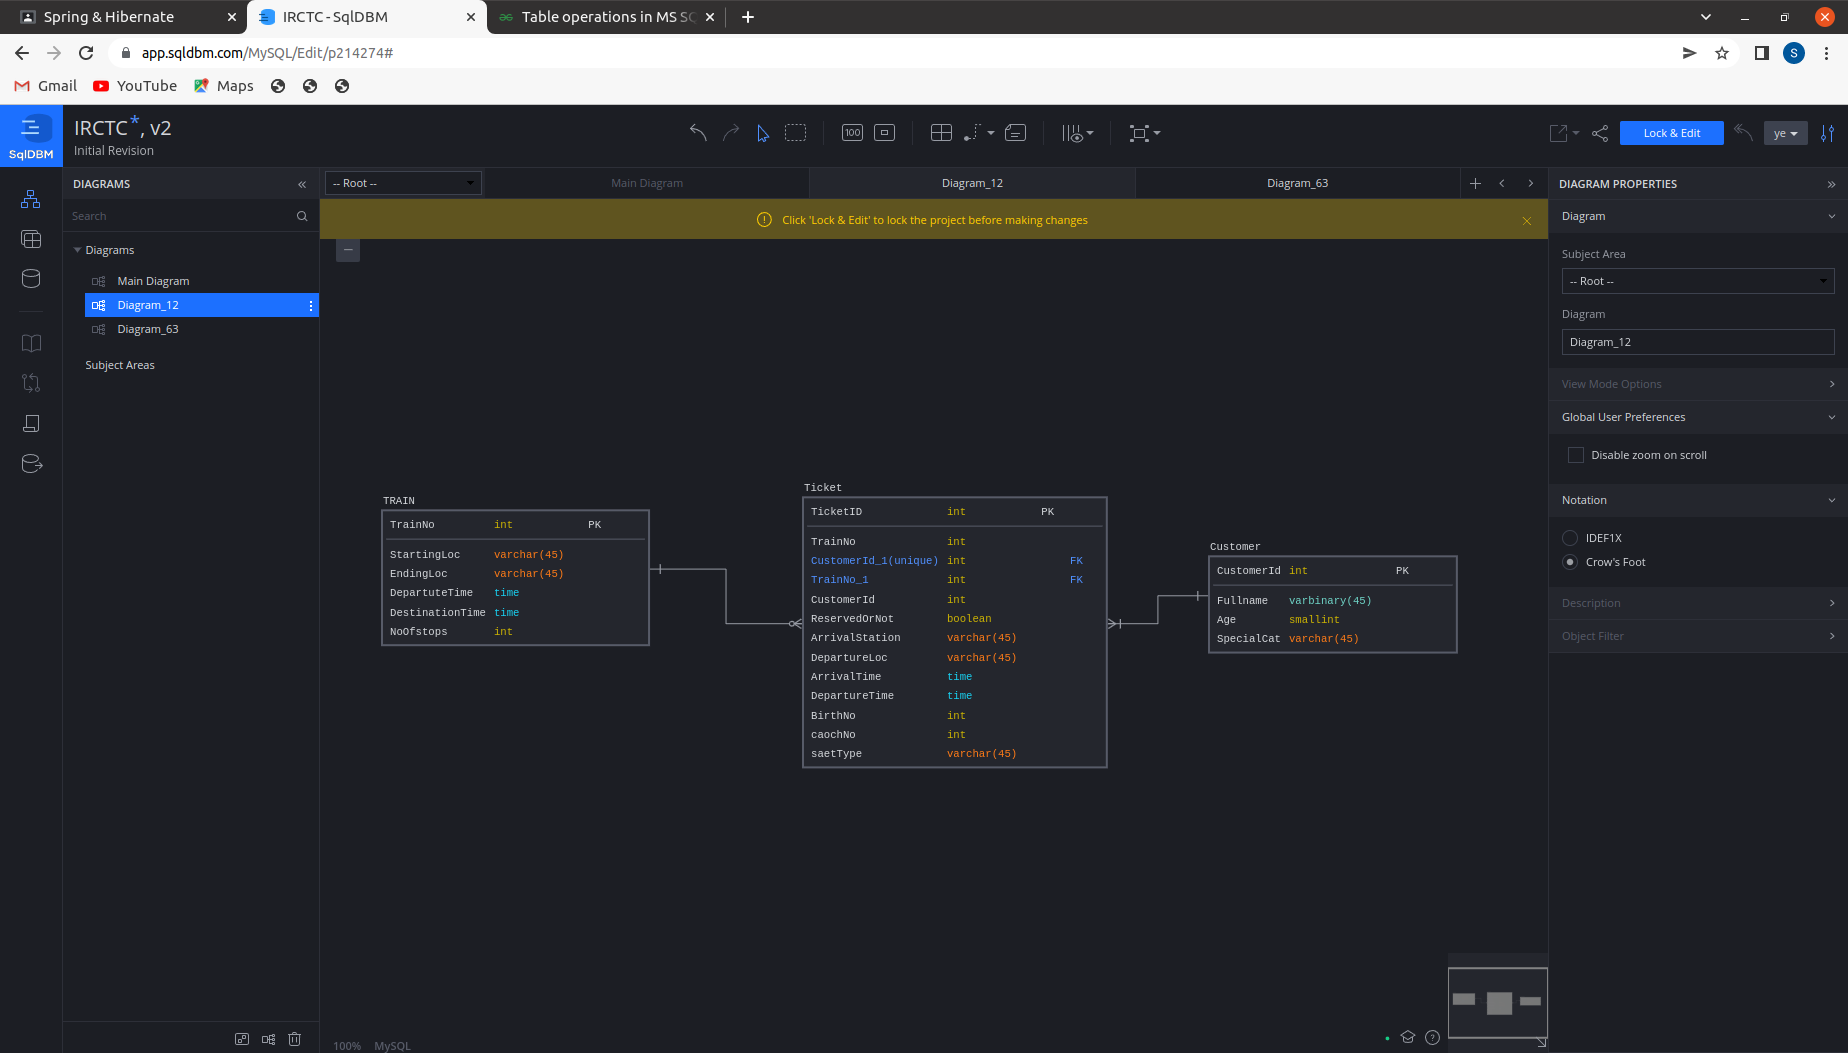 Spring & Hibernate
IRCTC - SqlDBM
Table operations in MS SQ
app.sqldbm.com/MySQL/Edit/p214274#
S
Gmail
YouTube
Maps
SqlDBM
IRCTC*, v2
Initial Revision
100
Lock & Edit
ye
DIAGRAMS
Search
Diagrams
Main Diagram
Diagram_12
Diagram_63
Subject Areas
-- Root --
Main Diagram
Diagram_12
Diagram_63
Click 'Lock & Edit' to lock the project before making changes
TRAIN
TrainNo int PK
StartingLoc varchar(45)
EndingLoc varchar(45)
DepartuteTime time
DestinationTime time
NoOfstops int
Ticket
TicketID int PK
TrainNo int
CustomerId_1(unique) int FK
TrainNo_1 int FK
CustomerId int
ReservedOrNot boolean
ArrivalStation varchar(45)
DepartureLoc varchar(45)
ArrivalTime time
DepartureTime time
BirthNo int
caochNo int
saetType varchar(45)
Customer
CustomerId int PK
Fullname varbinary(45)
Age smallint
SpecialCat varchar(45)
DIAGRAM PROPERTIES
Diagram
Subject Area
-- Root --
Diagram
Diagram_12
View Mode Options
Global User Preferences
Disable zoom on scroll
Notation
IDEF1X
Crow's Foot
Description
Object Filter
100% MySQL